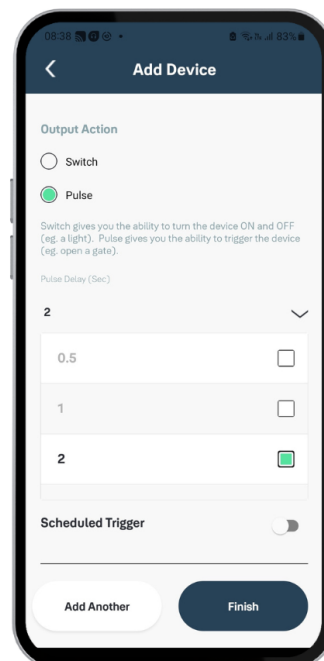 08:38
83%
Add Device
Output Action
Switch
Pulse
Switch gives you the ability to turn the device ON and OFF
(eg. a light). Pulse gives you the ability to trigger the device
(eg. open a gate).
Pulse Delay (Sec)
2
0.5
1
2
Scheduled Trigger
Add Another
Finish